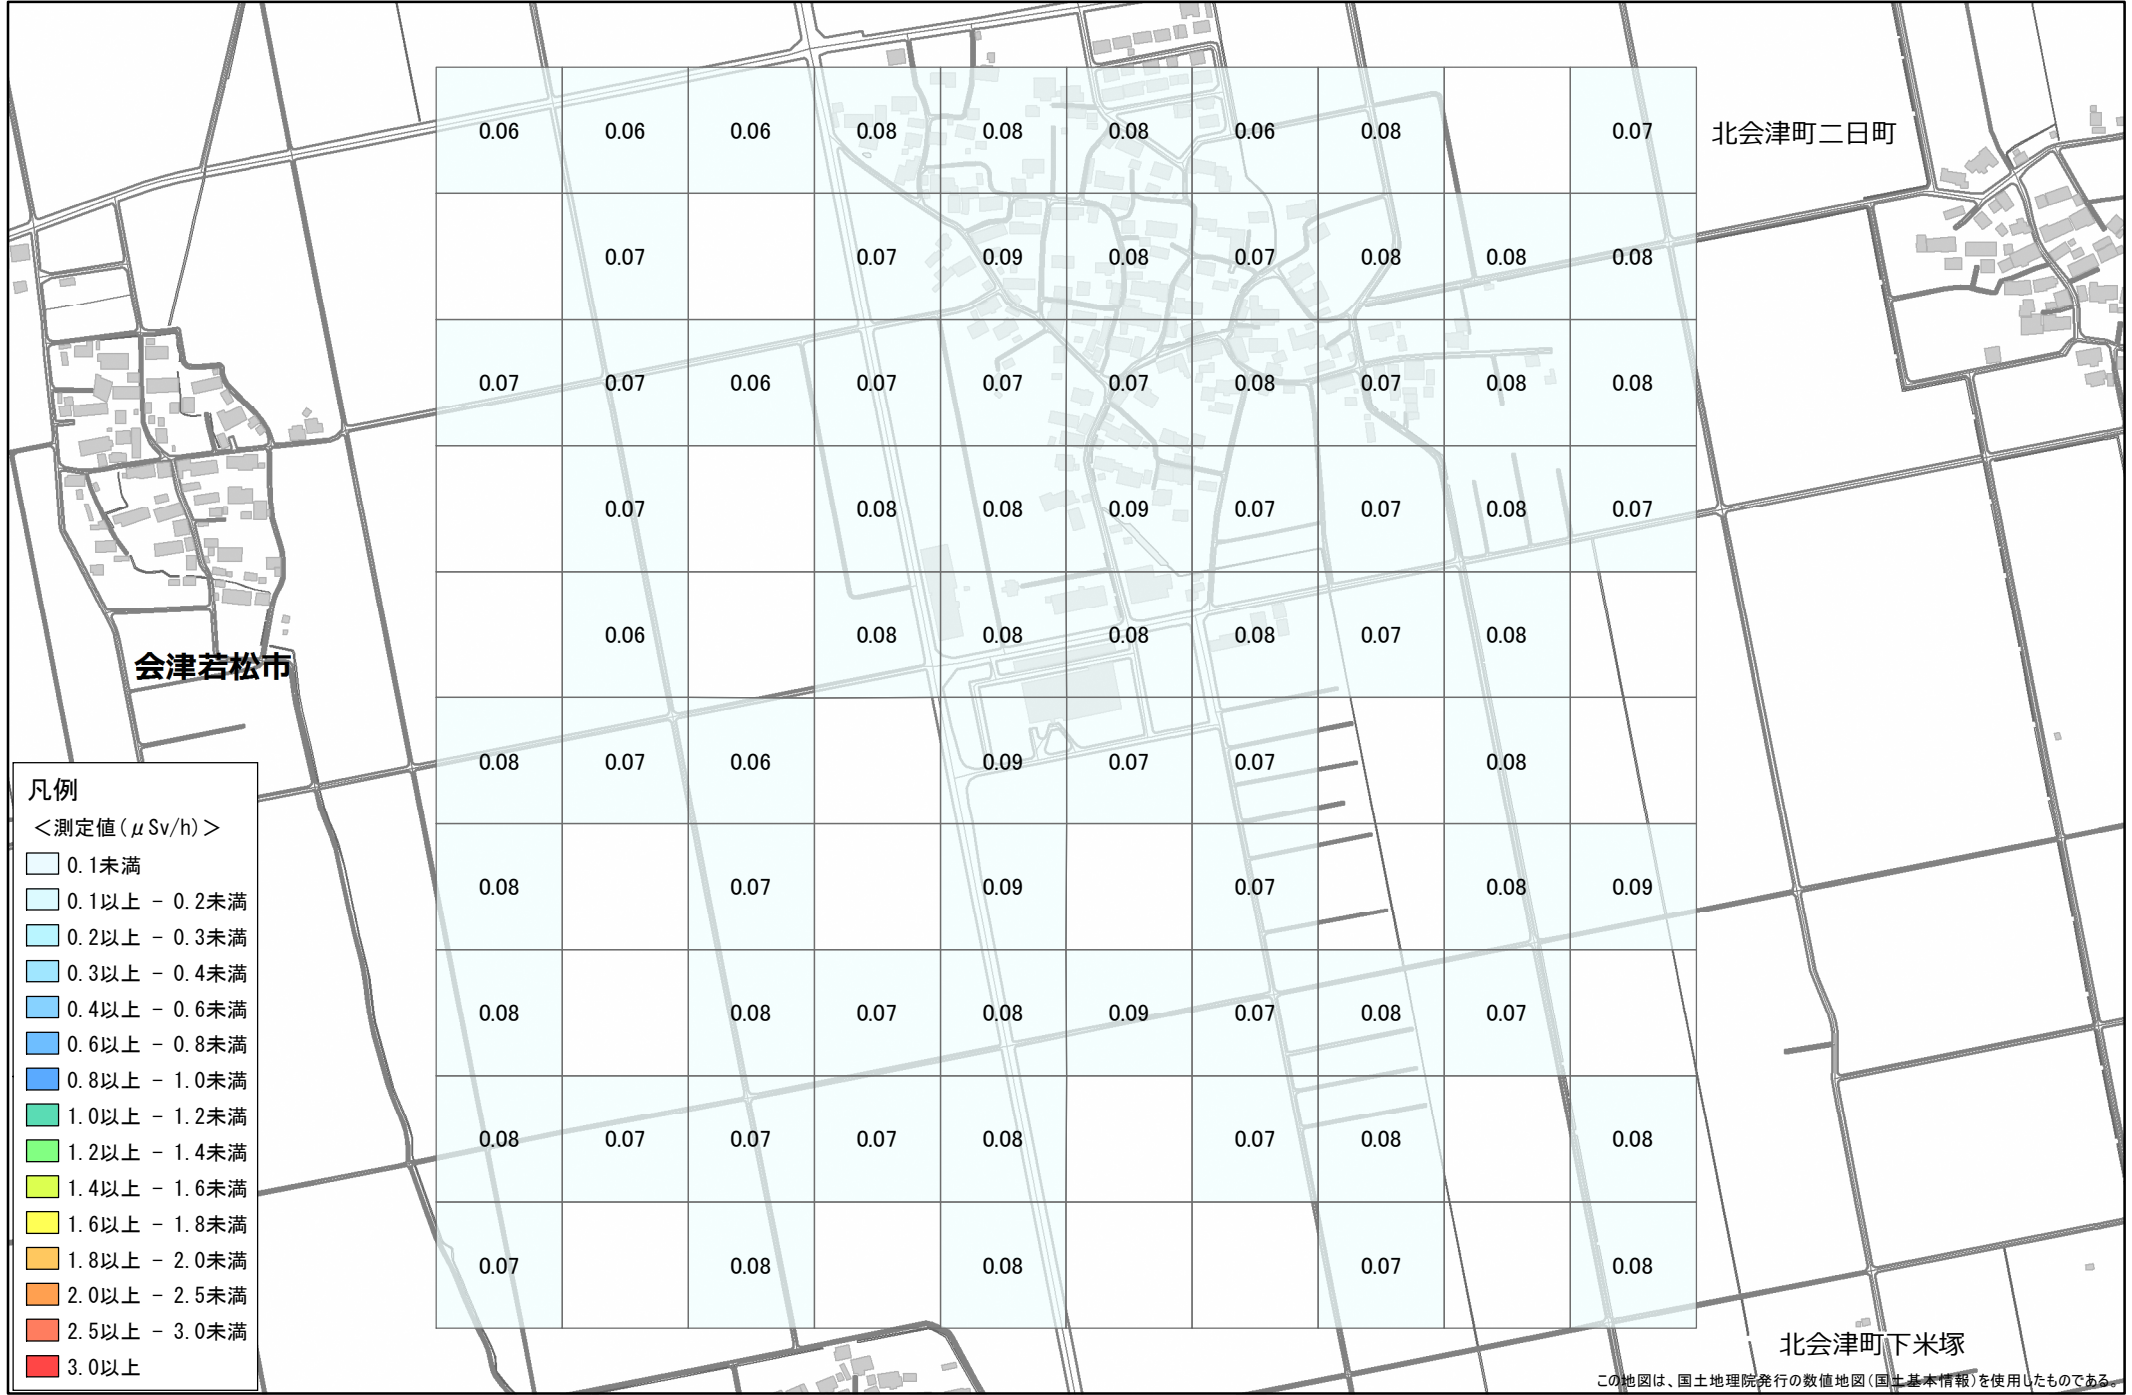 0.06 0.06 0.06 0.08 0.08 0.08 0.06 0.08 0.07
北会津町二日町
0.07 0.07 0.09 0.08 0.07 0.08 0.08 0.08
0.07 0.07 0.06 0.07 0.07 0.07 0.08 0.07 0.08 0.08
0.07 0.08 0.08 0.09 0.07 0.07 0.08 0.07
0.06 0.08 0.08 0.08 0.08 0.07 0.08
会津若松市
0.08 0.07 0.06 0.09 0.07 0.07 0.08
0.08 0.07 0.09 0.07 0.08 0.09
0.08 0.08 0.07 0.08 0.09 0.07 0.08 0.07
0.08 0.07 0.07 0.07 0.08 0.07 0.08 0.08
0.07 0.08 0.08 0.07 0.08
凡例
＜測定値(μSv/h)＞
0.1未満
0.1以上 - 0.2未満
0.2以上 - 0.3未満
0.3以上 - 0.4未満
0.4以上 - 0.6未満
0.6以上 - 0.8未満
0.8以上 - 1.0未満
1.0以上 - 1.2未満
1.2以上 - 1.4未満
1.4以上 - 1.6未満
1.6以上 - 1.8未満
1.8以上 - 2.0未満
2.0以上 - 2.5未満
2.5以上 - 3.0未満
3.0以上
北会津町下米塚
この地図は、国土地理院発行の数値地図(国土基本情報)を使用したものである。